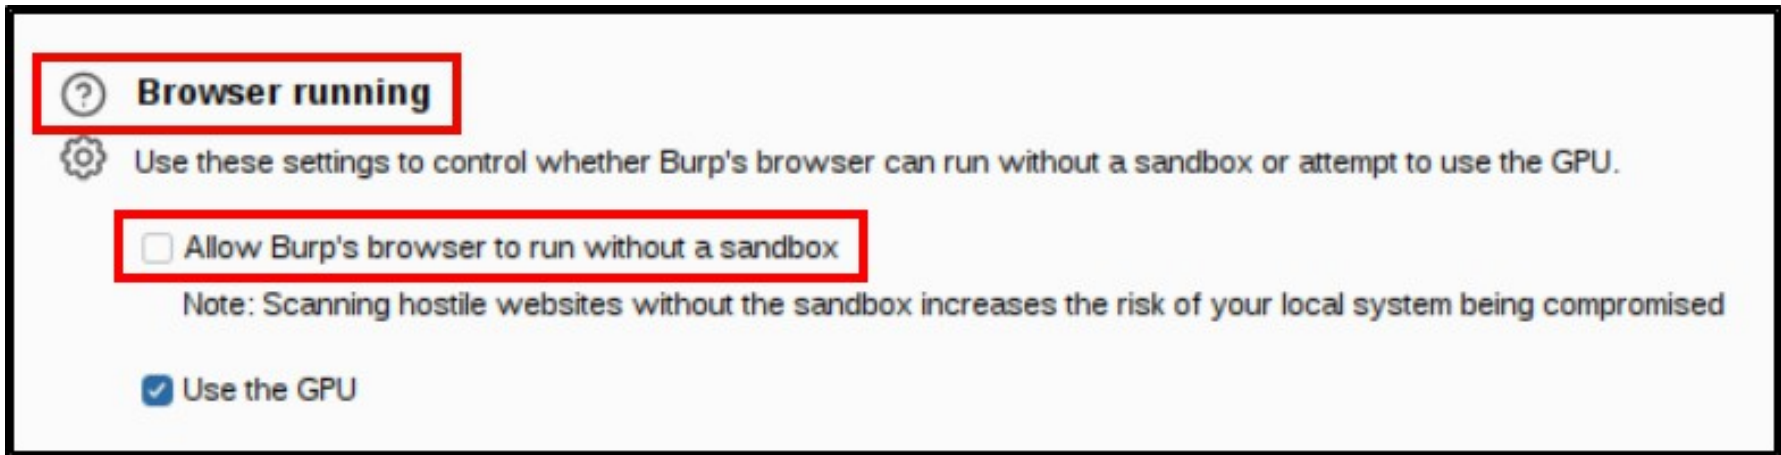 Browser running
Use these settings to control whether Burp's browser can run without a sandbox or attempt to use the GPU.
Allow Burp's browser to run without a sandbox
Note: Scanning hostile websites without the sandbox increases the risk of your local system being compromised
Use the GPU